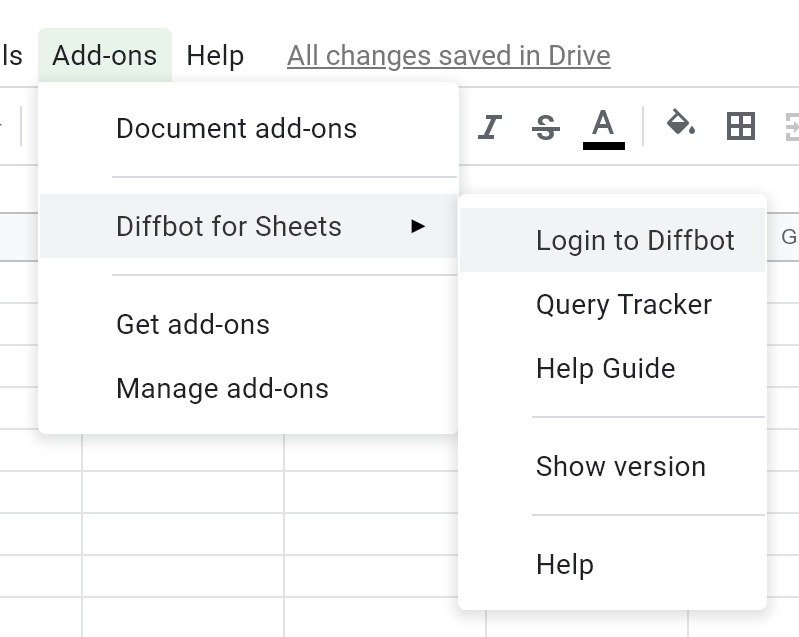 ls Add-ons Help All changes saved in Drive
Document add-ons
A
Diffbot for Sheets
Login to Diffbot
G
Query Tracker
Get add-ons
Help Guide
Manage add-ons
Show version
Help